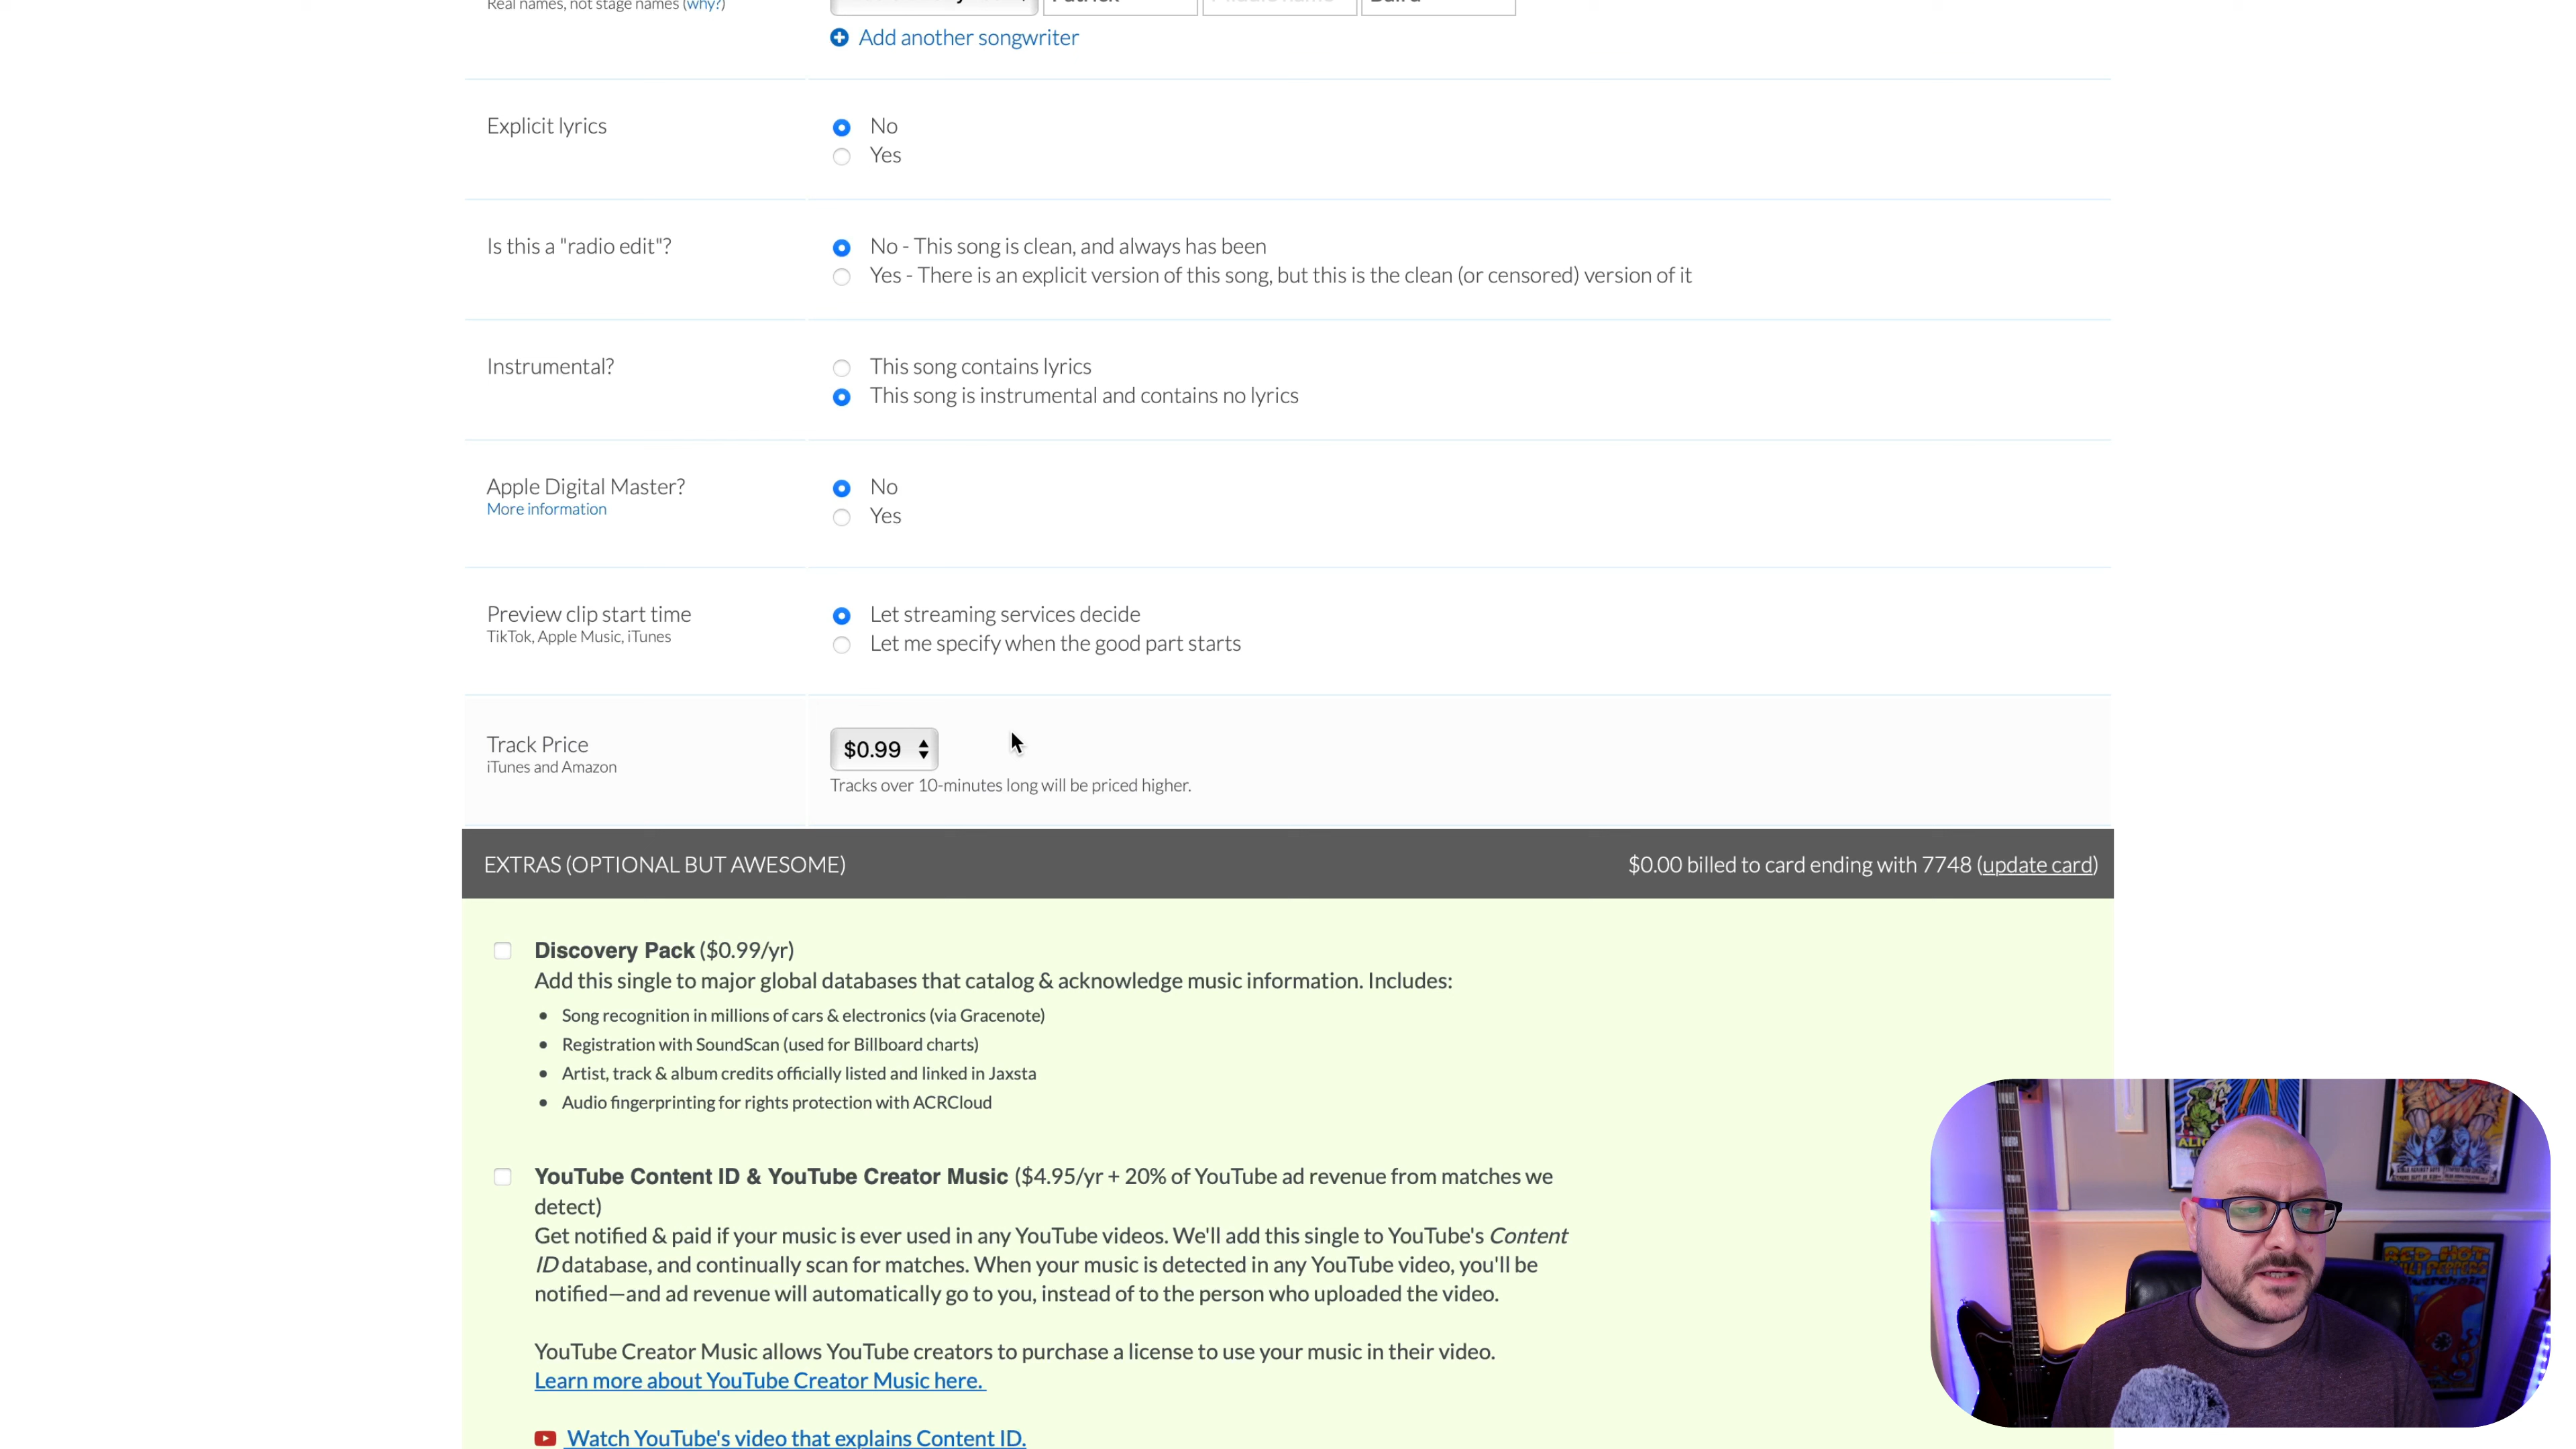 Real names, not stage names (why?)
Patrick Middle name Baird
Add another songwriter
Explicit lyrics
No
Yes
Is this a "radio edit"?
No - This song is clean, and always has been
Yes - There is an explicit version of this song, but this is the clean (or censored) version of it
Instrumental?
This song contains lyrics
This song is instrumental and contains no lyrics
Apple Digital Master?
More information
No
Yes
Preview clip start time
TikTok, Apple Music, iTunes
Let streaming services decide
Let me specify when the good part starts
Track Price
iTunes and Amazon
$0.99
Tracks over 10-minutes long will be priced higher.
EXTRAS (OPTIONAL BUT AWESOME)
$0.00 billed to card ending with 7748 (update card)
Discovery Pack ($0.99/yr)
Add this single to major global databases that catalog & acknowledge music information. Includes:
Song recognition in millions of cars & electronics (via Gracenote)
Registration with SoundScan (used for Billboard charts)
Artist, track & album credits officially listed and linked in Jaxsta
Audio fingerprinting for rights protection with ACRCloud
YouTube Content ID & YouTube Creator Music ($4.95/yr + 20% of YouTube ad revenue from matches we
detect)
Get notified & paid if your music is ever used in any YouTube videos. We'll add this single to YouTube's Content
ID database, and continually scan for matches. When your music is detected in any YouTube video, you'll be
notified—and ad revenue will automatically go to you, instead of to the person who uploaded the video.
YouTube Creator Music allows YouTube creators to purchase a license to use your music in their video.
Learn more about YouTube Creator Music here.
Watch YouTube's video that explains Content ID.
RED HOT